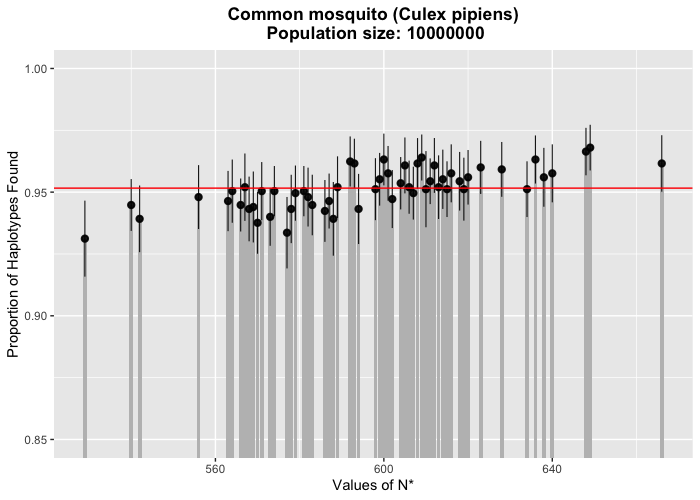 Common mosquito (Culex pipiens)
Population size: 10000000
1.00
0.95
0.90
0.85
Proportion of Haplotypes Found
560
600
640
Values of N*